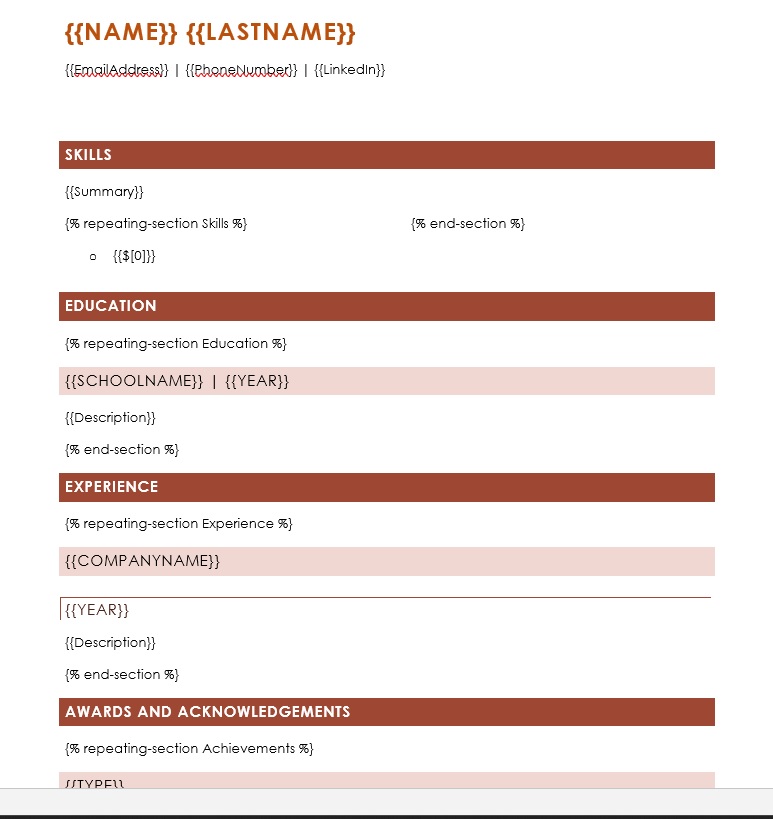 {{NAME}} {{LASTNAME}}
{{EmailAddress}} | {{PhoneNumber}} | {{LinkedIn}}
SKILLS
{{Summary}}
{% repeating-section Skills %}
o {{$[0]}}
{% end-section %}
EDUCATION
{% repeating-section Education %}
{{SCHOOLNAME}} | {{YEAR}}
{{Description}}
{% end-section %}
EXPERIENCE
{% repeating-section Experience %}
{{COMPANYNAME}}
{{YEAR}}
{{Description}}
{% end-section %}
AWARDS AND ACKNOWLEDGEMENTS
{% repeating-section Achievements %}
{{TYPE}}